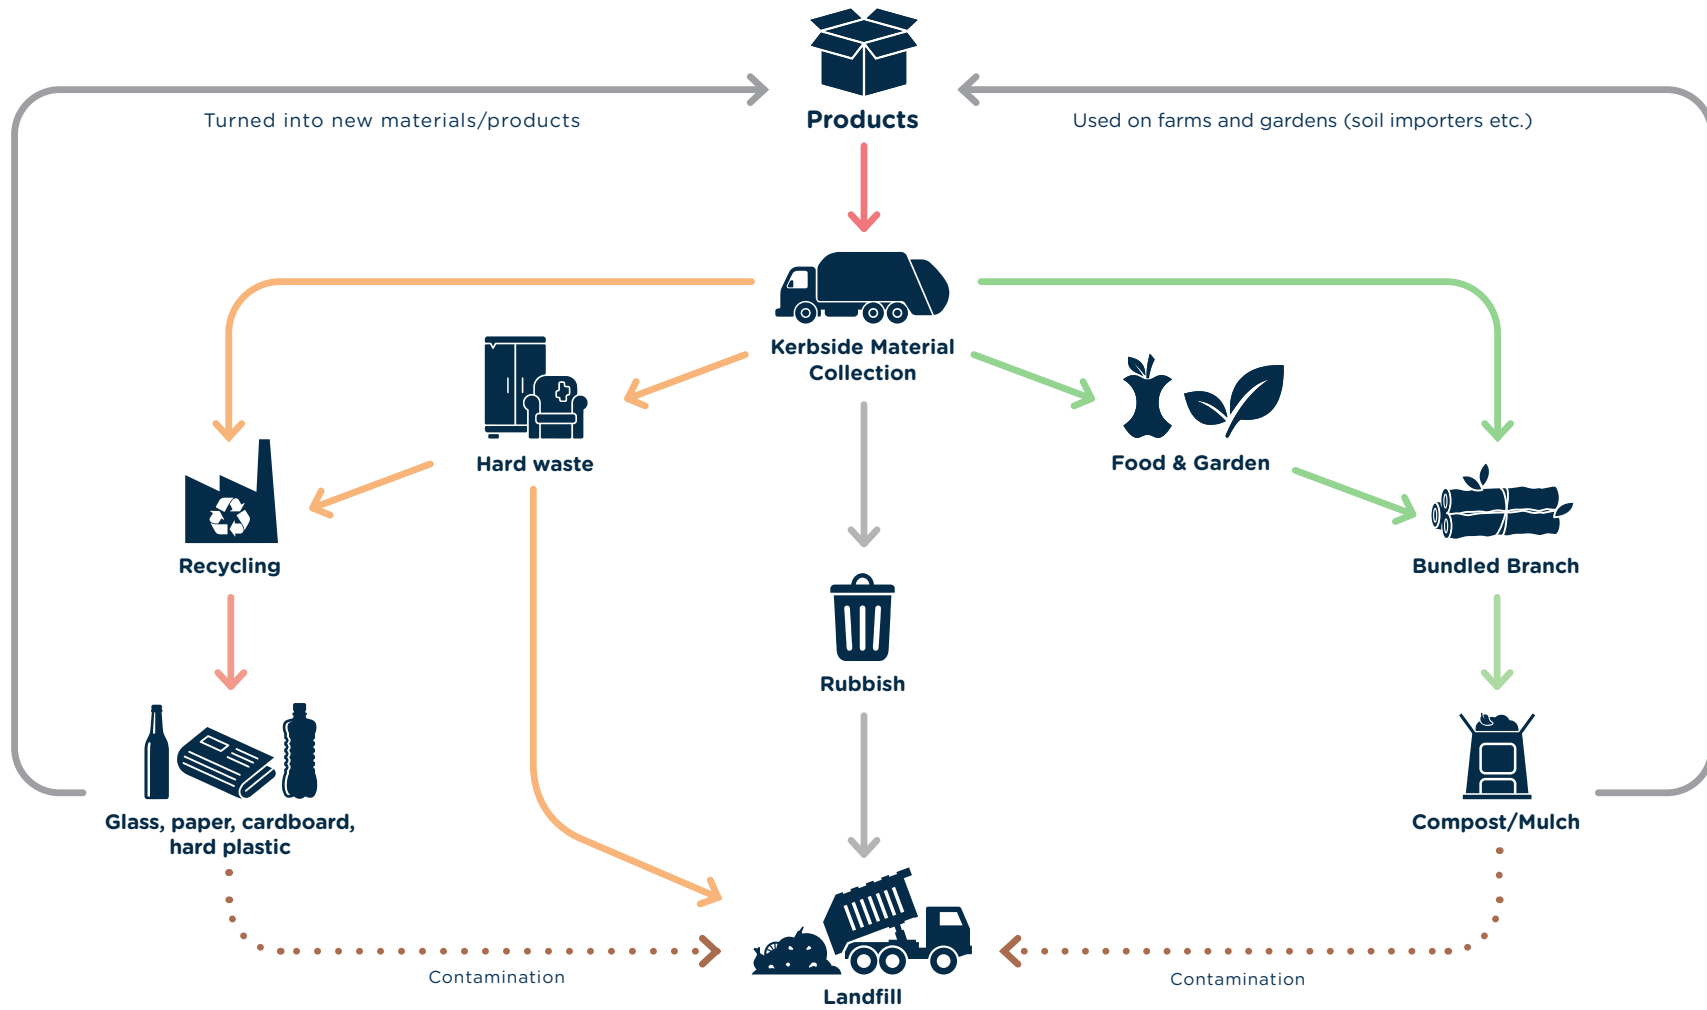 Products
Turned into new materials/products
Used on farms and gardens (soil importers etc.)
Kerbside Material
Collection
Hard waste
Food & Garden
Recycling
Bundled Branch
Rubbish
Glass, paper, cardboard,
hard plastic
Compost/Mulch
Contamination
Contamination
Landfill